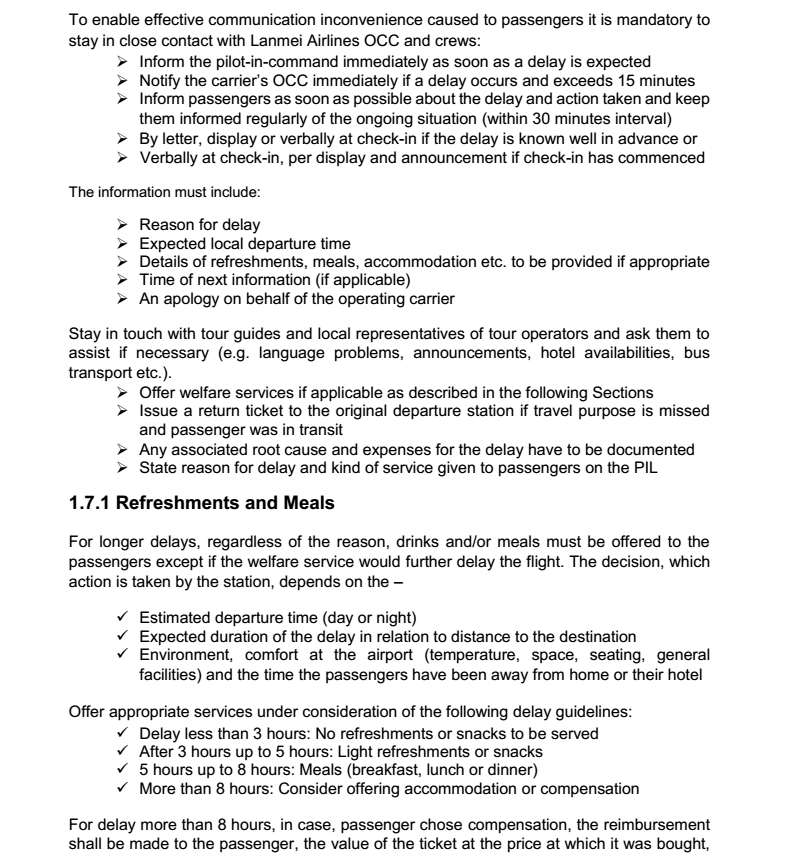 To enable effective communication inconvenience caused to passengers it is mandatory to
stay in close contact with Lanmei Airlines OCC and crews:
➢ Inform the pilot-in-command immediately as soon as a delay is expected
➢ Notify the carrier's OCC immediately if a delay occurs and exceeds 15 minutes
➢ Inform passengers as soon as possible about the delay and action taken and keep
them informed regularly of the ongoing situation (within 30 minutes interval)
➢ By letter, display or verbally at check-in if the delay is known well in advance or
➢ Verbally at check-in, per display and announcement if check-in has commenced
The information must include:
➢ Reason for delay
➢ Expected local departure time
➢ Details of refreshments, meals, accommodation etc. to be provided if appropriate
➢ Time of next information (if applicable)
➢ An apology on behalf of the operating carrier
Stay in touch with tour guides and local representatives of tour operators and ask them to
assist if necessary (e.g. language problems, announcements, hotel availabilities, bus
transport etc.).
➢ Offer welfare services if applicable as described in the following Sections
➢ Issue a return ticket to the original departure station if travel purpose is missed
and passenger was in transit
➢ Any associated root cause and expenses for the delay have to be documented
➢ State reason for delay and kind of service given to passengers on the PIL
1.7.1 Refreshments and Meals
For longer delays, regardless of the reason, drinks and/or meals must be offered to the
passengers except if the welfare service would further delay the flight. The decision, which
action is taken by the station, depends on the –
✓ Estimated departure time (day or night)
✓ Expected duration of the delay in relation to distance to the destination
✓ Environment, comfort at the airport (temperature, space, seating, general
facilities) and the time the passengers have been away from home or their hotel
Offer appropriate services under consideration of the following delay guidelines:
✓ Delay less than 3 hours: No refreshments or snacks to be served
✓ After 3 hours up to 5 hours: Light refreshments or snacks
✓ 5 hours up to 8 hours: Meals (breakfast, lunch or dinner)
✓ More than 8 hours: Consider offering accommodation or compensation
For delay more than 8 hours, in case, passenger chose compensation, the reimbursement
shall be made to the passenger, the value of the ticket at the price at which it was bought,